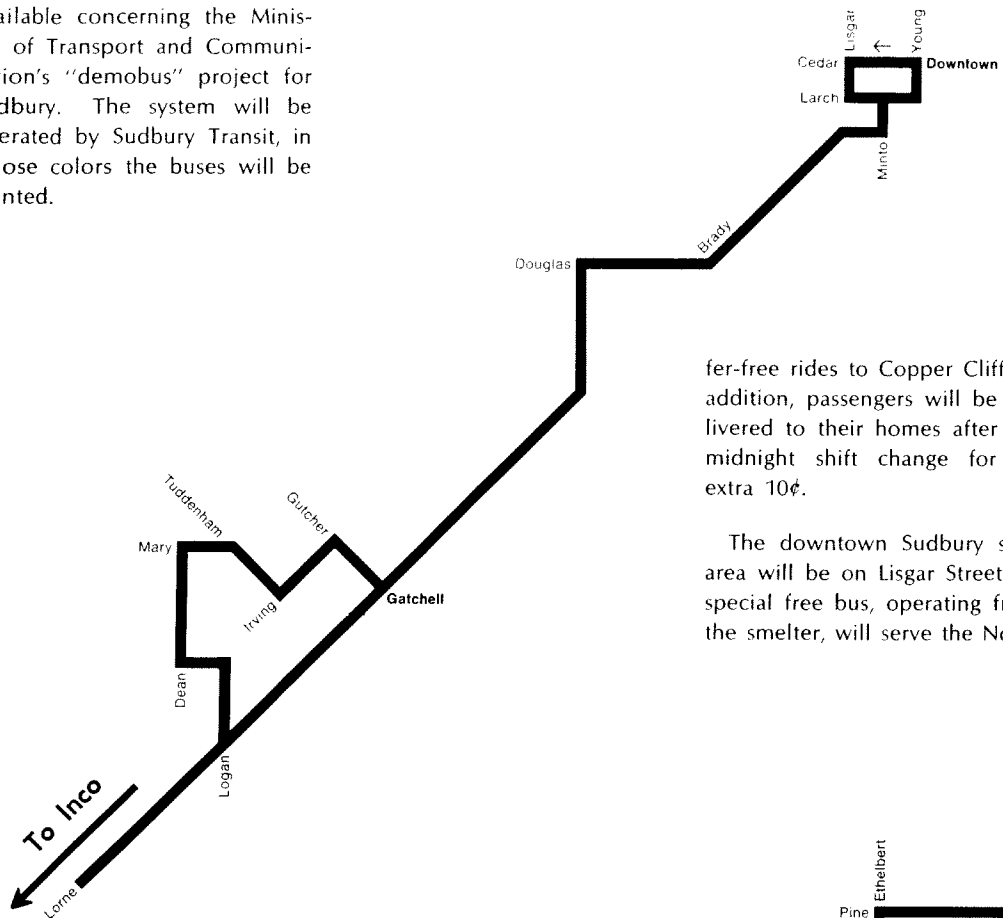 ailable concerning the Minis-
of Transport and Communi-
ion's "demobus" project for
dbury. The system will be
erated by Sudbury Transit, in
ose colors the buses will be
nted.
Lisgar
Young
←
Cedar
Downtown
Larch
Minto
Brady
Douglas
fer-free rides to Copper Cliff
addition, passengers will be
livered to their homes after
midnight shift change for
extra 10¢.
The downtown Sudbury s
area will be on Lisgar Street
special free bus, operating fr
the smelter, will serve the No
Tuddenham
Gutcher
Mary
Irving
Gatchell
Dean
Logan
To Inco
Lorne
Ethelbert
Pine